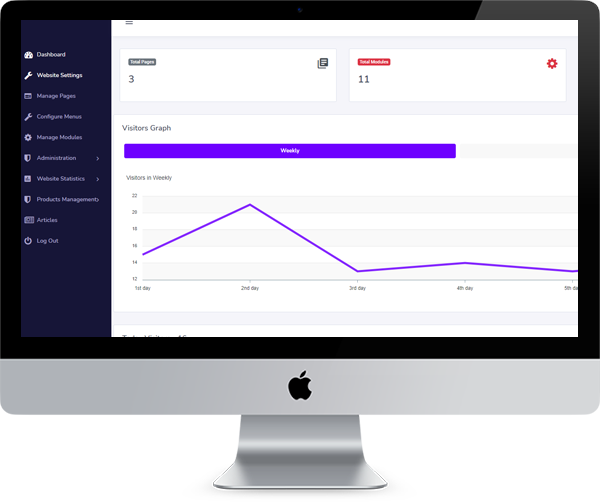 Dashboard
Website Settings
Manage Pages
Configure Menus
Manage Modules
Administration
Website Statistics
Products Management
Articles
Log Out
Total Pages
3
Total Modules
11
Visitors Graph
Weekly
Visitors in Weekly
22
20
18
16
14
12
1st day
2nd day
3rd day
4th day
5th da